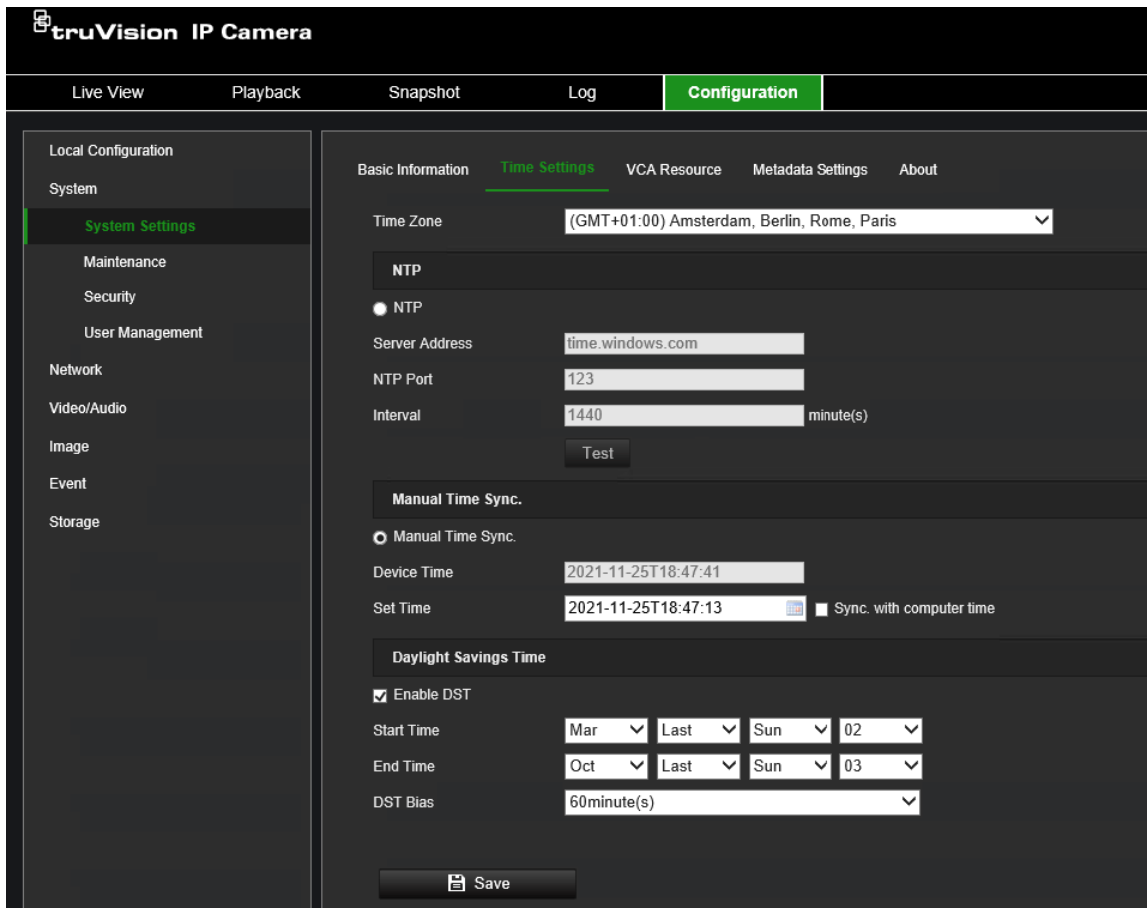 truVision IP Camera
Live View Playback Snapshot Log Configuration
Local Configuration
System
System Settings
Maintenance
Security
User Management
Network
Video/Audio
Image
Event
Storage
Basic Information Time Settings VCA Resource Metadata Settings About
Time Zone (GMT+01:00) Amsterdam, Berlin, Rome, Paris
NTP
NTP
Server Address time.windows.com
NTP Port 123
Interval 1440 minute(s)
Test
Manual Time Sync.
Manual Time Sync.
Device Time 2021-11-25T18:47:41
Set Time 2021-11-25T18:47:13 Sync. with computer time
Daylight Savings Time
Enable DST
Start Time Mar Last Sun 02
End Time Oct Last Sun 03
DST Bias 60minute(s)
Save